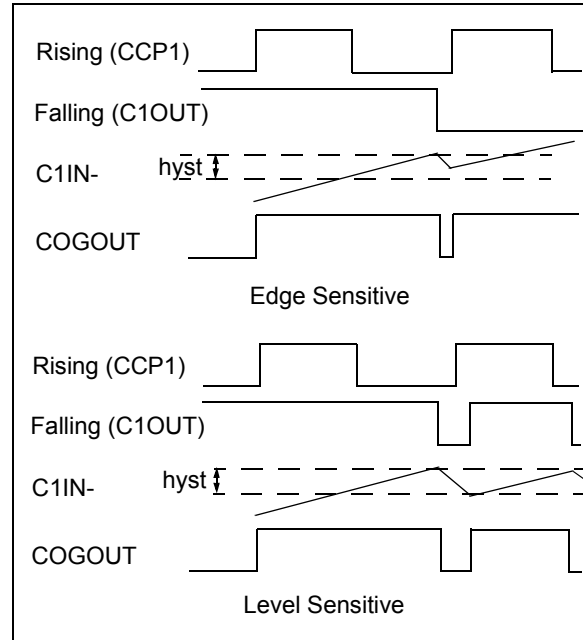 Rising (CCP1)
Falling (C1OUT)
C1IN-
hyst
COGOUT
Edge Sensitive
Rising (CCP1)
Falling (C1OUT)
C1IN-
hyst
COGOUT
Level Sensitive